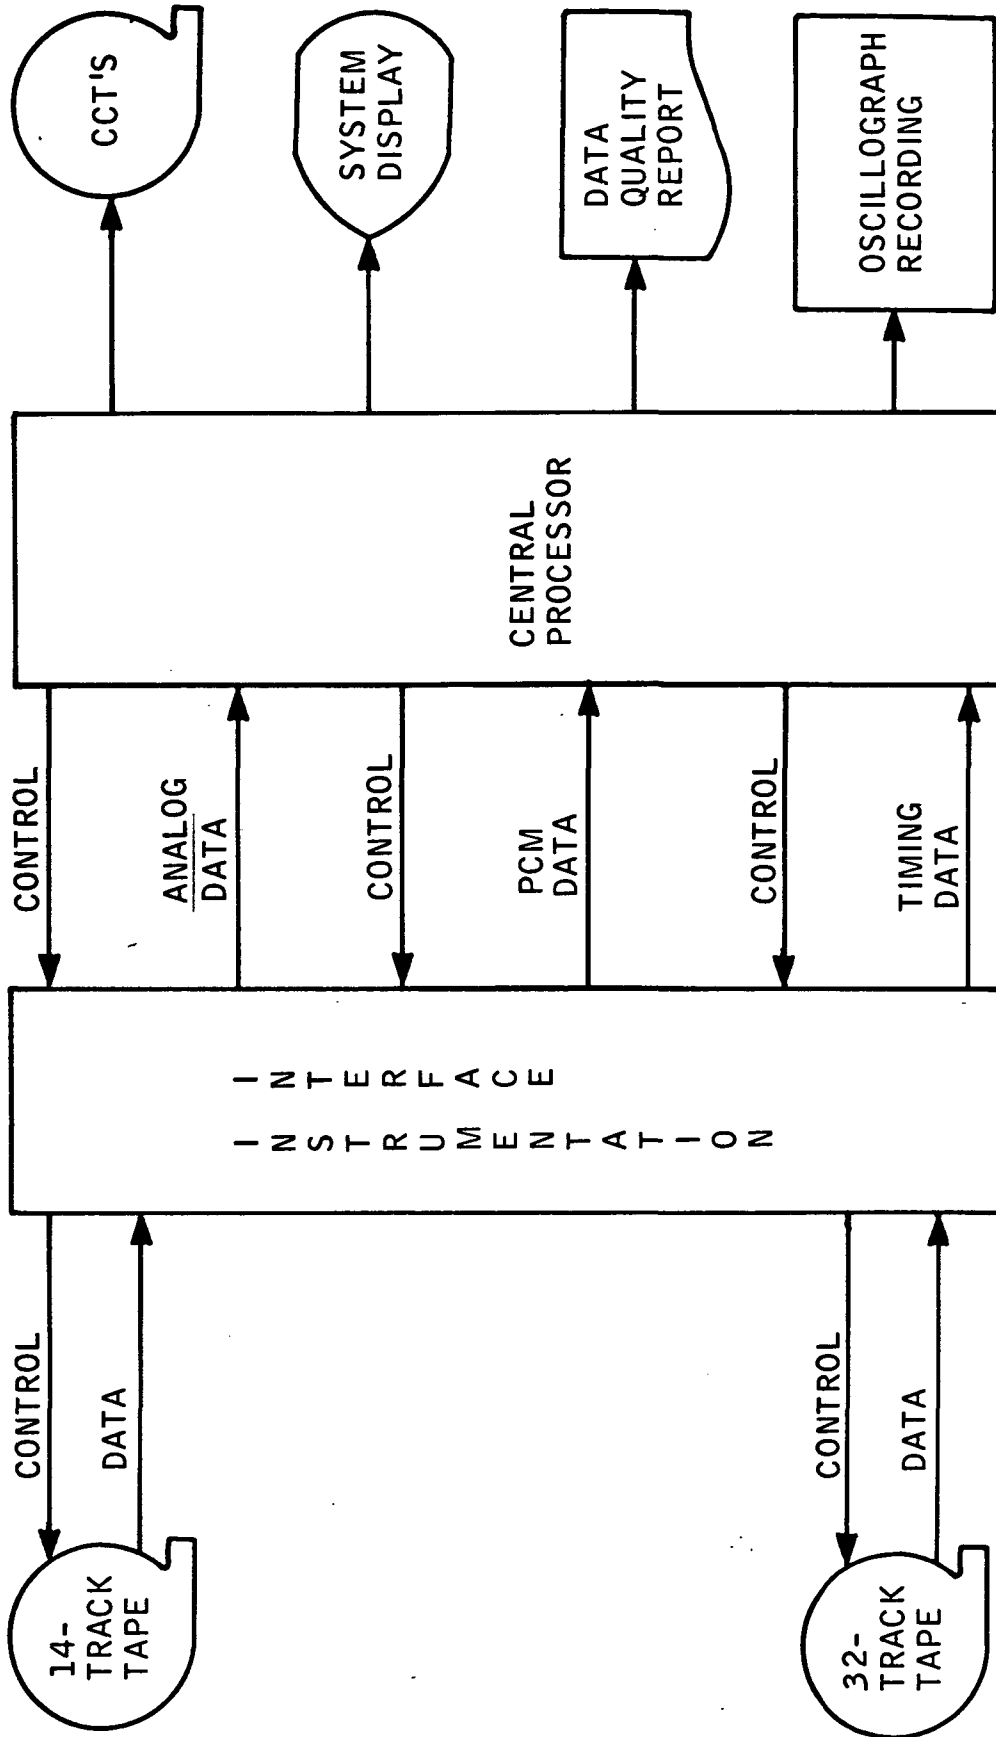 14-
TRACK
TAPE
CONTROL
DATA
32-
TRACK
TAPE
CONTROL
DATA
INTERFACE
INSTRUMENTATION
CONTROL
ANALOG
DATA
CONTROL
PCM
DATA
CONTROL
TIMING
DATA
CENTRAL
PROCESSOR
CCT'S
SYSTEM
DISPLAY
DATA
QUALITY
REPORT
OSCILLOGRAPH
RECORDING